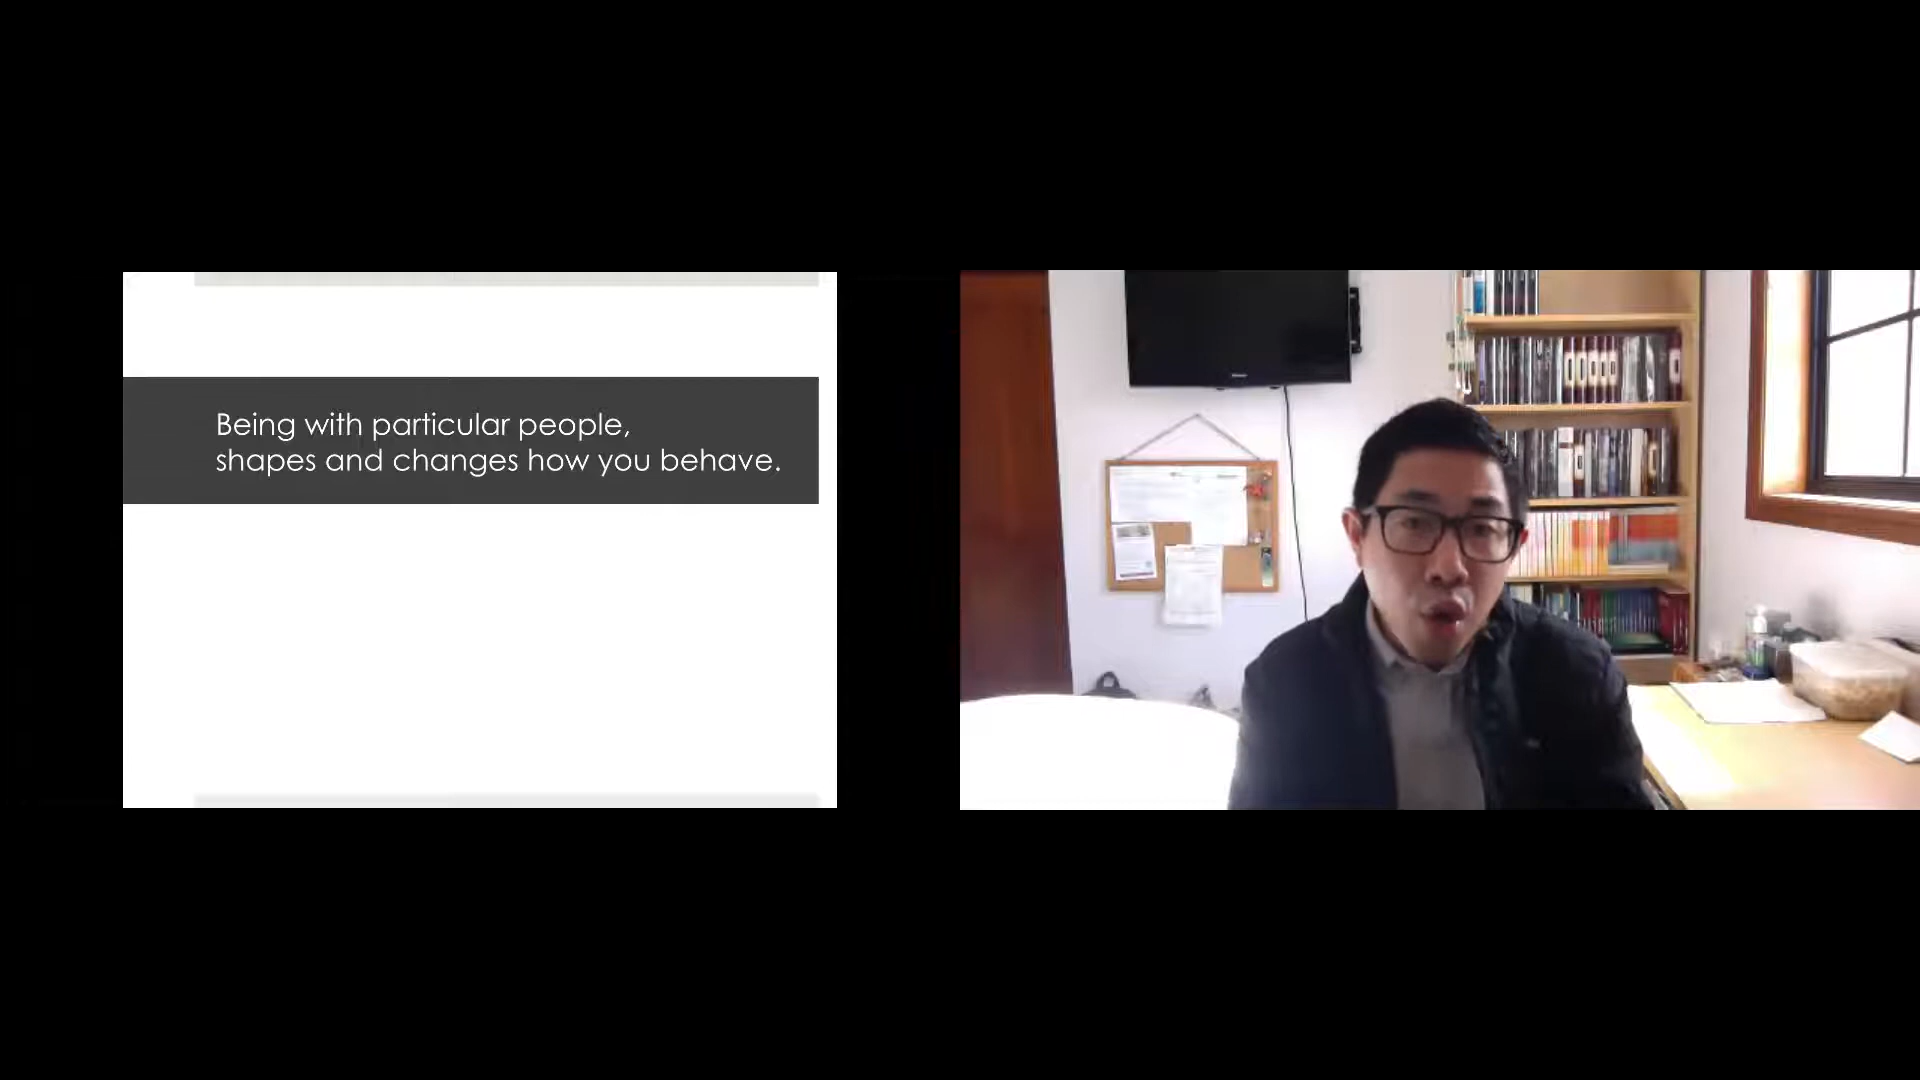 Being with particular people,
shapes and changes how you behave.